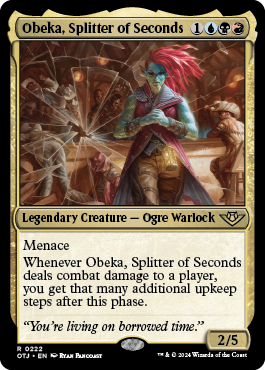 Obeka, Splitter of Seconds 1
Legendary Creature — Ogre Warlock
Menace
Whenever Obeka, Splitter of Seconds
deals combat damage to a player,
you get that many additional upkeep
steps after this phase.
“You’re living on borrowed time.”
2/5
R 0222
OTJ • EN Ryan Pancoast
™ & © 2024 Wizards of the Coast